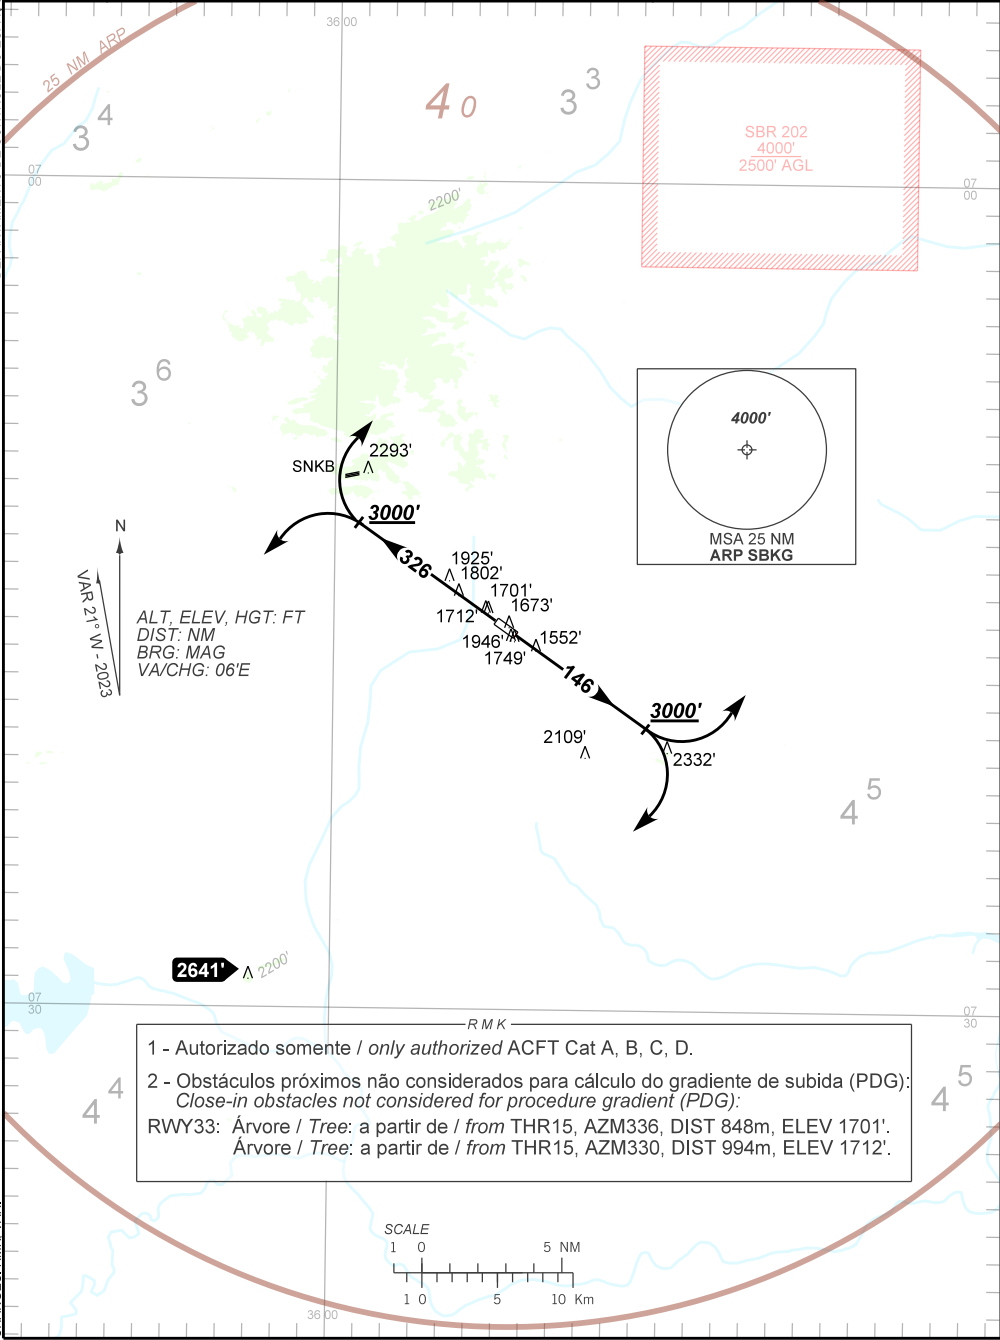 36 00
25 NM ARP
3 4
4 0
3 3
SBR 202
4000'
2500' AGL
07
00
07
00
2200'
3 6
4000'
MSA 25 NM
ARP SBKG
SNKB
2293'
3000'
N
VAR 21° W - 2023
ALT, ELEV, HGT: FT
DIST: NM
BRG: MAG
VA/CHG: 06'E
326
1925'
1802'
1701'
1712'
1673'
1946'
1552'
1749'
146
3000'
2109'
2332'
4 5
2641'
2200'
07
30
07
30
RMK
1 - Autorizado somente / only authorized ACFT Cat A, B, C, D.
2 - Obstáculos próximos não considerados para cálculo do gradiente de subida (PDG):
Close-in obstacles not considered for procedure gradient (PDG):
RWY33: Árvore / Tree: a partir de / from THR15, AZM336, DIST 848m, ELEV 1701'.
Árvore / Tree: a partir de / from THR15, AZM330, DIST 994m, ELEV 1712'.
4 4
4 5
SCALE
1 0 5 NM
1 0 5 10 Km
36 00